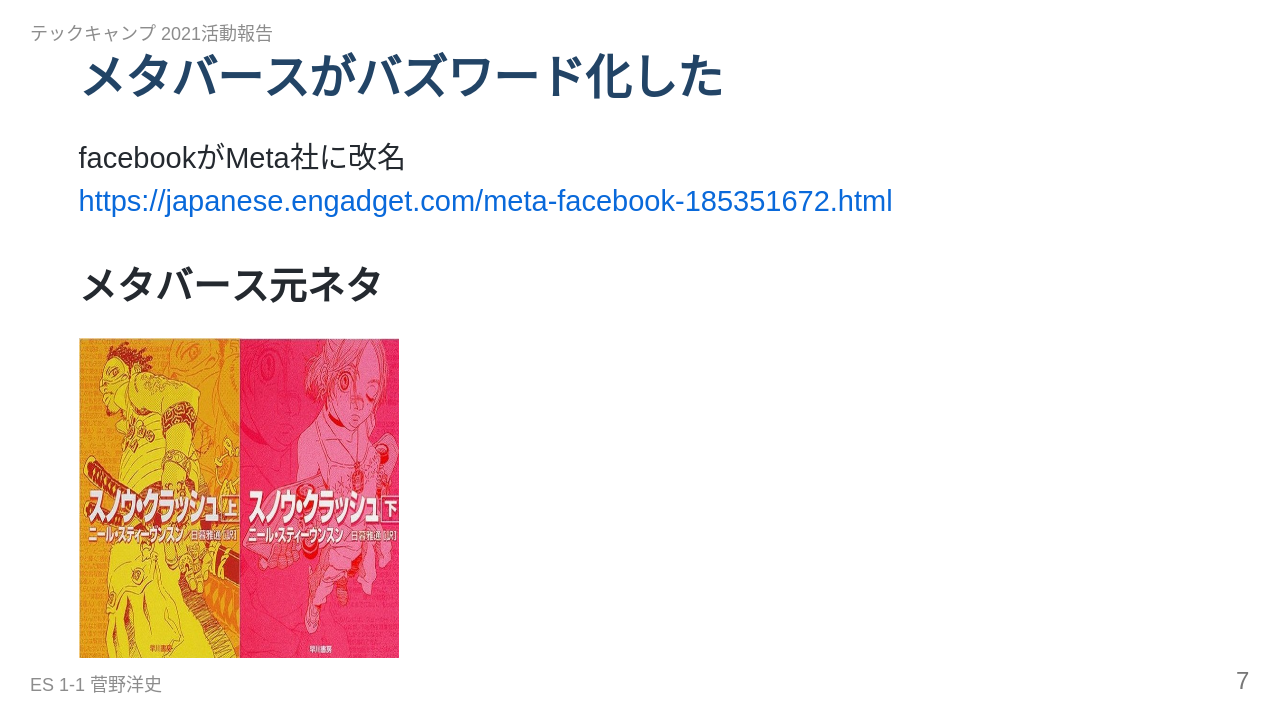 テックキャンプ 2021活動報告
メタバースがバズワード化した
facebookがMeta社に改名
https://japanese.engadget.com/meta-facebook-185351672.html
メタバース元ネタ
スノウ・クラッシュ 上
ニール・スティーヴンスン/日暮雅通[訳]
早川書房
スノウ・クラッシュ 下
ニール・スティーヴンスン/日暮雅通[訳]
早川書房
ES 1-1 菅野洋史
7